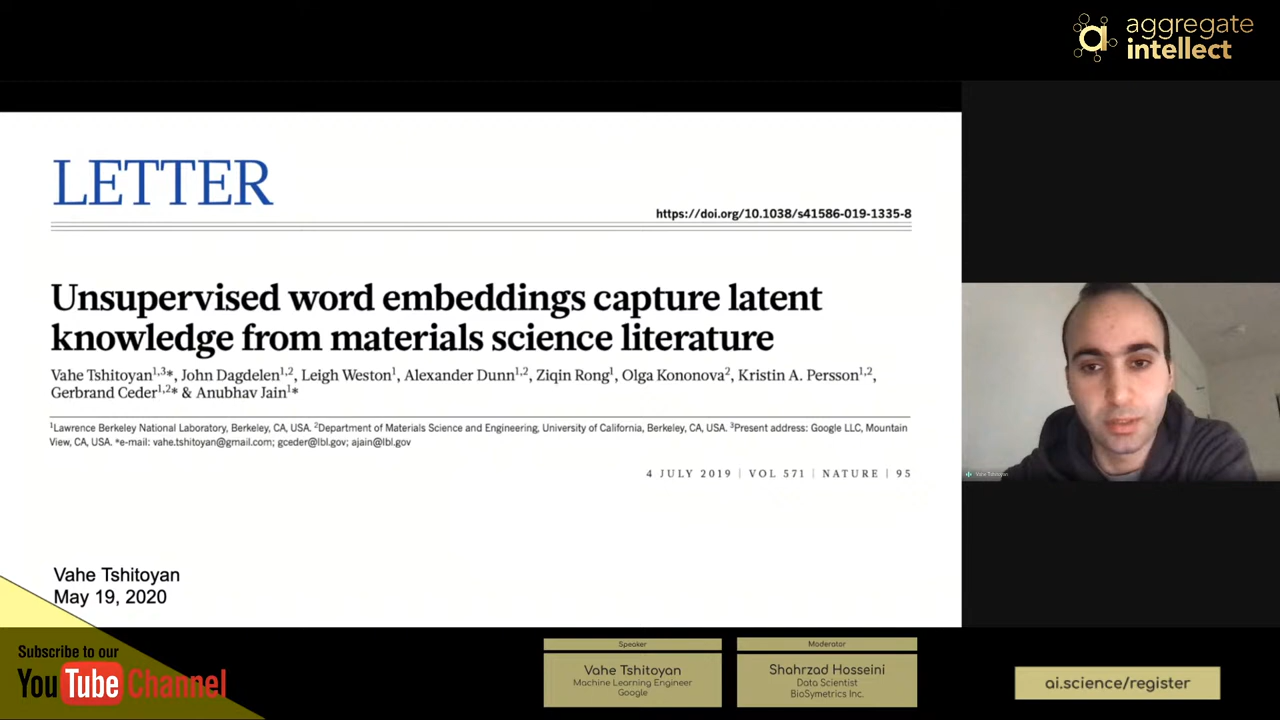 aggregate
intellect
LETTER
https://doi.org/10.1038/s41586-019-1335-8
Unsupervised word embeddings capture latent
knowledge from materials science literature
Vahe Tshitoyan1,3*, John Dagdelen1,2, Leigh Weston1, Alexander Dunn1,2, Ziqin Rong1, Olga Kononova2, Kristin A. Persson1,2,
Gerbrand Ceder1,2* & Anubhav Jain1*
1Lawrence Berkeley National Laboratory, Berkeley, CA, USA. 2Department of Materials Science and Engineering, University of California, Berkeley, CA, USA. 3Present address: Google LLC, Mountain
View, CA, USA. *e-mail: vahe.tshitoyan@gmail.com; gceder@lbl.gov; ajain@lbl.gov
4 JULY 2019 | VOL 571 | NATURE | 95
Vahe Tshitoyan
Vahe Tshitoyan
May 19, 2020
Subscribe to our
YouTube Channel
Speaker
Vahe Tshitoyan
Machine Learning Engineer
Google
Moderator
Shahrzad Hosseini
Data Scientist
BioSymetrics Inc.
ai.science/register